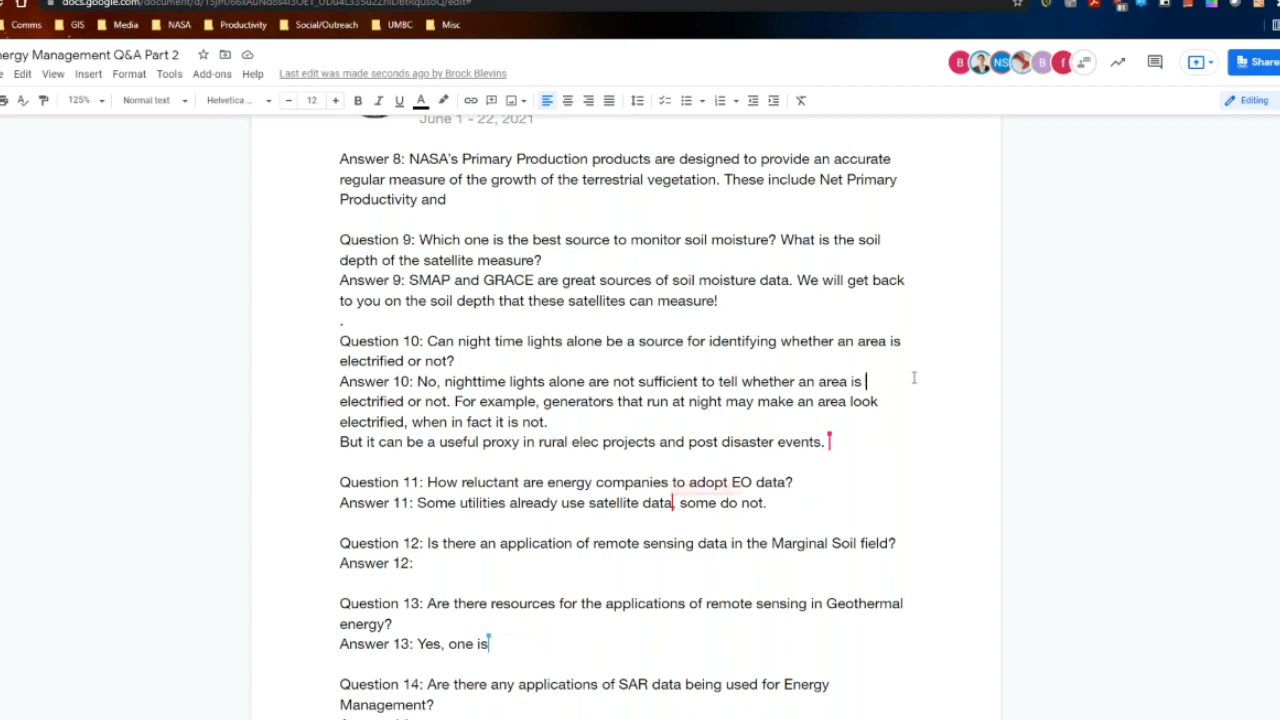 Comms GIS Media NASA Productivity Social/Outreach UMBC Misc
nergy Management Q&A Part 2
Edit View Insert Format Tools Add-ons Help Last edit was made seconds ago by Brock Blevins
B NS B f Share
125% Normal text Helvetica ... 12 B I U A Editing
June 1 - 22, 2021
Answer 8: NASA's Primary Production products are designed to provide an accurate
regular measure of the growth of the terrestrial vegetation. These include Net Primary
Productivity and
Question 9: Which one is the best source to monitor soil moisture? What is the soil
depth of the satellite measure?
Answer 9: SMAP and GRACE are great sources of soil moisture data. We will get back
to you on the soil depth that these satellites can measure!
.
Question 10: Can night time lights alone be a source for identifying whether an area is
electrified or not?
Answer 10: No, nighttime lights alone are not sufficient to tell whether an area is
electrified or not. For example, generators that run at night may make an area look
electrified, when in fact it is not.
But it can be a useful proxy in rural elec projects and post disaster events.
Question 11: How reluctant are energy companies to adopt EO data?
Answer 11: Some utilities already use satellite data, some do not.
Question 12: Is there an application of remote sensing data in the Marginal Soil field?
Answer 12:
Question 13: Are there resources for the applications of remote sensing in Geothermal
energy?
Answer 13: Yes, one is
Question 14: Are there any applications of SAR data being used for Energy
Management?